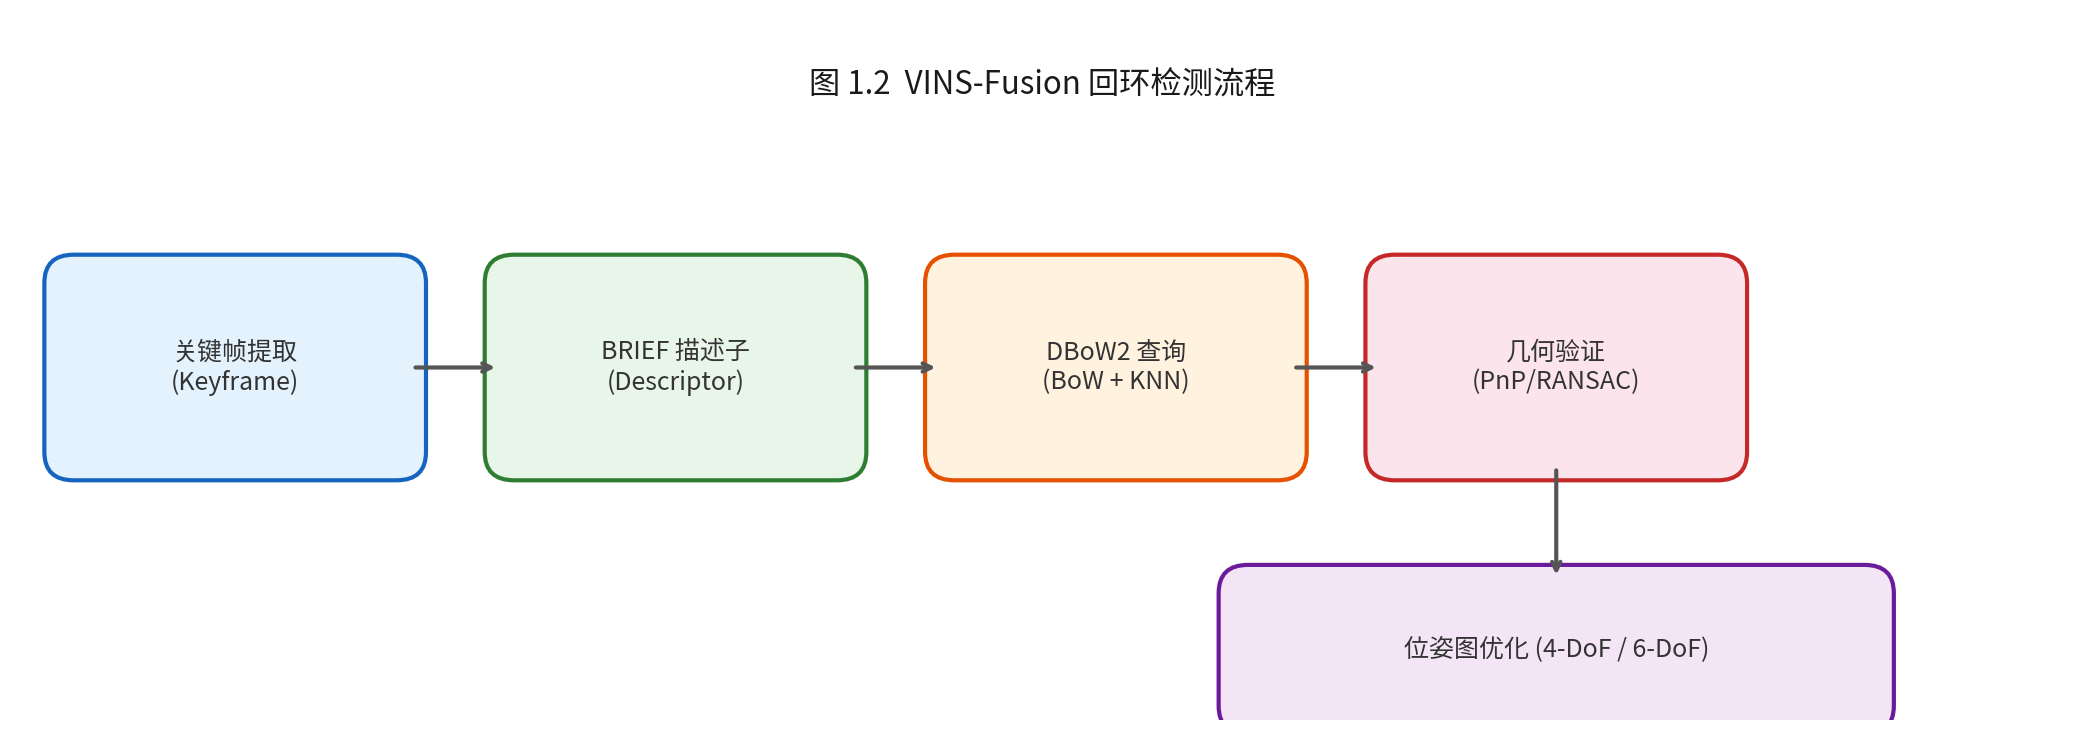 图 1.2  VINS-Fusion 回环检测流程
关键帧提取
(Keyframe)
BRIEF 描述子
(Descriptor)
DBoW2 查询
(BoW + KNN)
几何验证
(PnP/RANSAC)
位姿图优化 (4-DoF / 6-DoF)